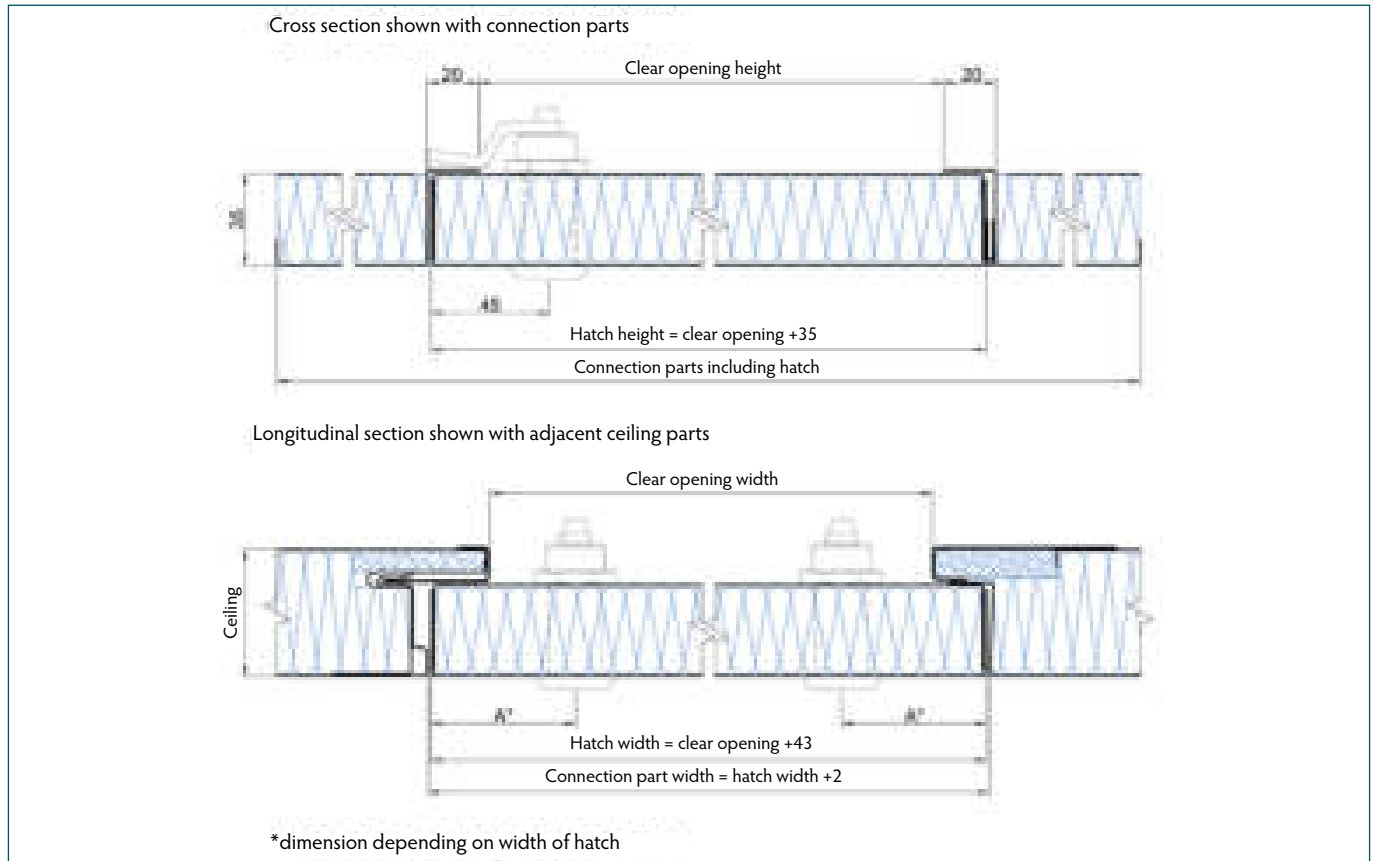 Cross section shown with connection parts
20
Clear opening height
20
35
45
Hatch height = clear opening +35
Connection parts including hatch
Longitudinal section shown with adjacent ceiling parts
Clear opening width
Ceiling
A*
A*
Hatch width = clear opening +43
Connection part width = hatch width +2
*dimension depending on width of hatch